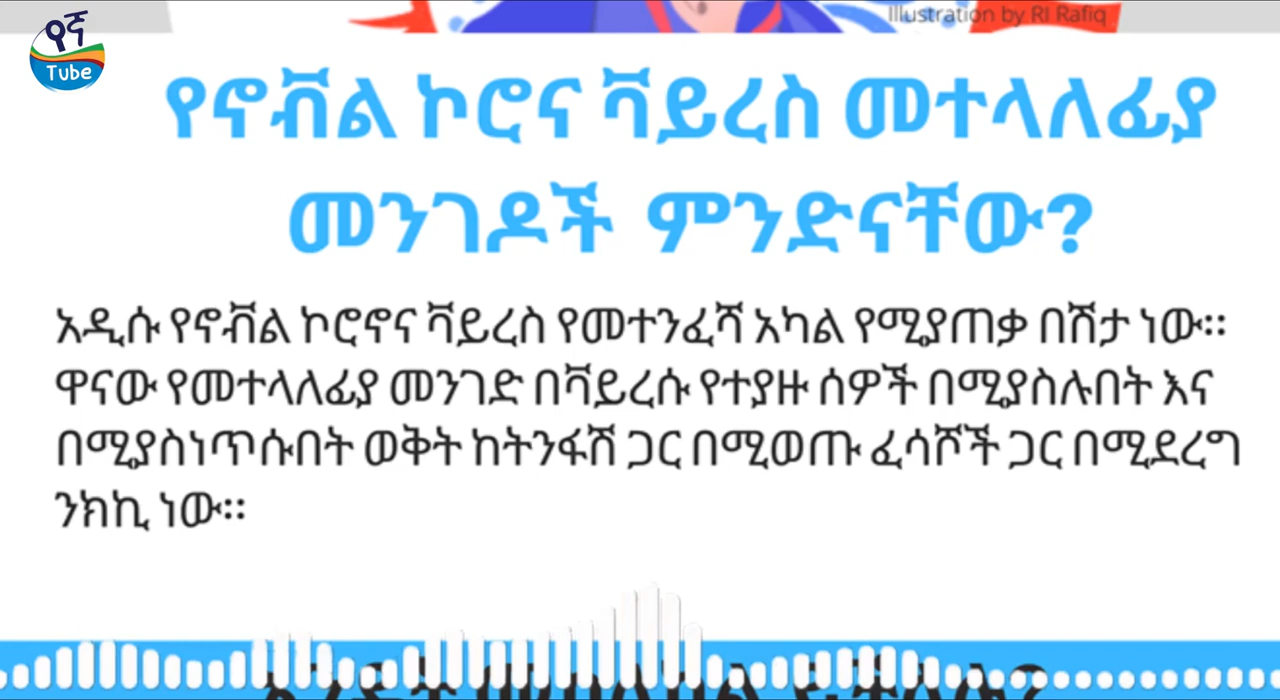 Illustration by RI Rafiq
የኛ
Tube
የኖቭል ኮሮና ቫይረስ መተላለፊያ
መንገዶች ምንድናቸው?
አዲሱ የኖቭል ኮሮኖና ቫይረስ የመተንፈሻ አካል የሚያጠቃ በሽታ ነው።
ዋናው የመተላለፊያ መንገድ በቫይረሱ የተያዙ ሰዎች በሚያስሉበት እና
በሚያስነጥሱበት ወቅት ከትንፋሽ ጋር በሚወጡ ፈሳሾች ጋር በሚደረግ
ንክኪ ነው።